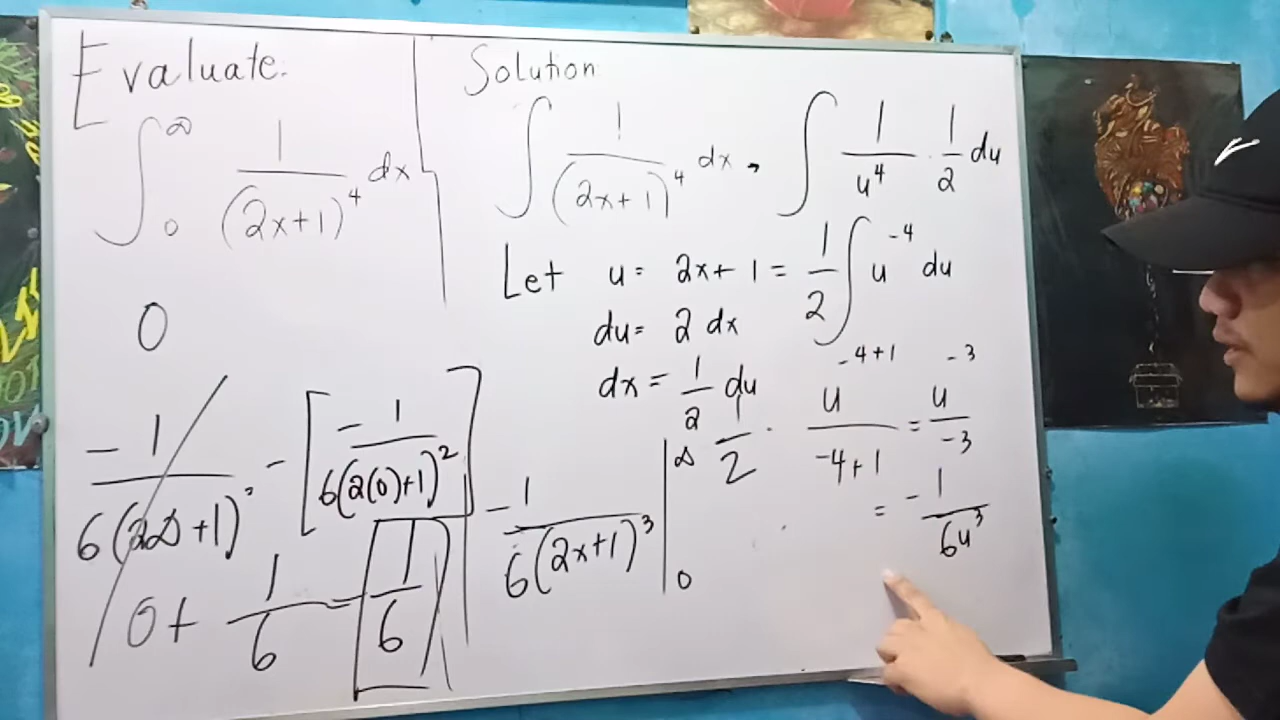 Evaluate.
∫₀^∞ 1/(2x+1)⁴ dx
0
-1/6(2∞+1)² - [-1/6(2(0)+1)²]
0 + 1/6 = 1/6
Solution
∫ 1/(2x+1)⁴ dx , ∫ 1/u⁴ · 1/2 du
Let u = 2x+1 = 1/2 ∫ u⁻⁴ du
du = 2 dx
dx = 1/2 du
1/2 · u⁻⁴⁺¹/-4+1 = u⁻³/-3
= -1/6u³
-1/6(2x+1)³ |₀^∞